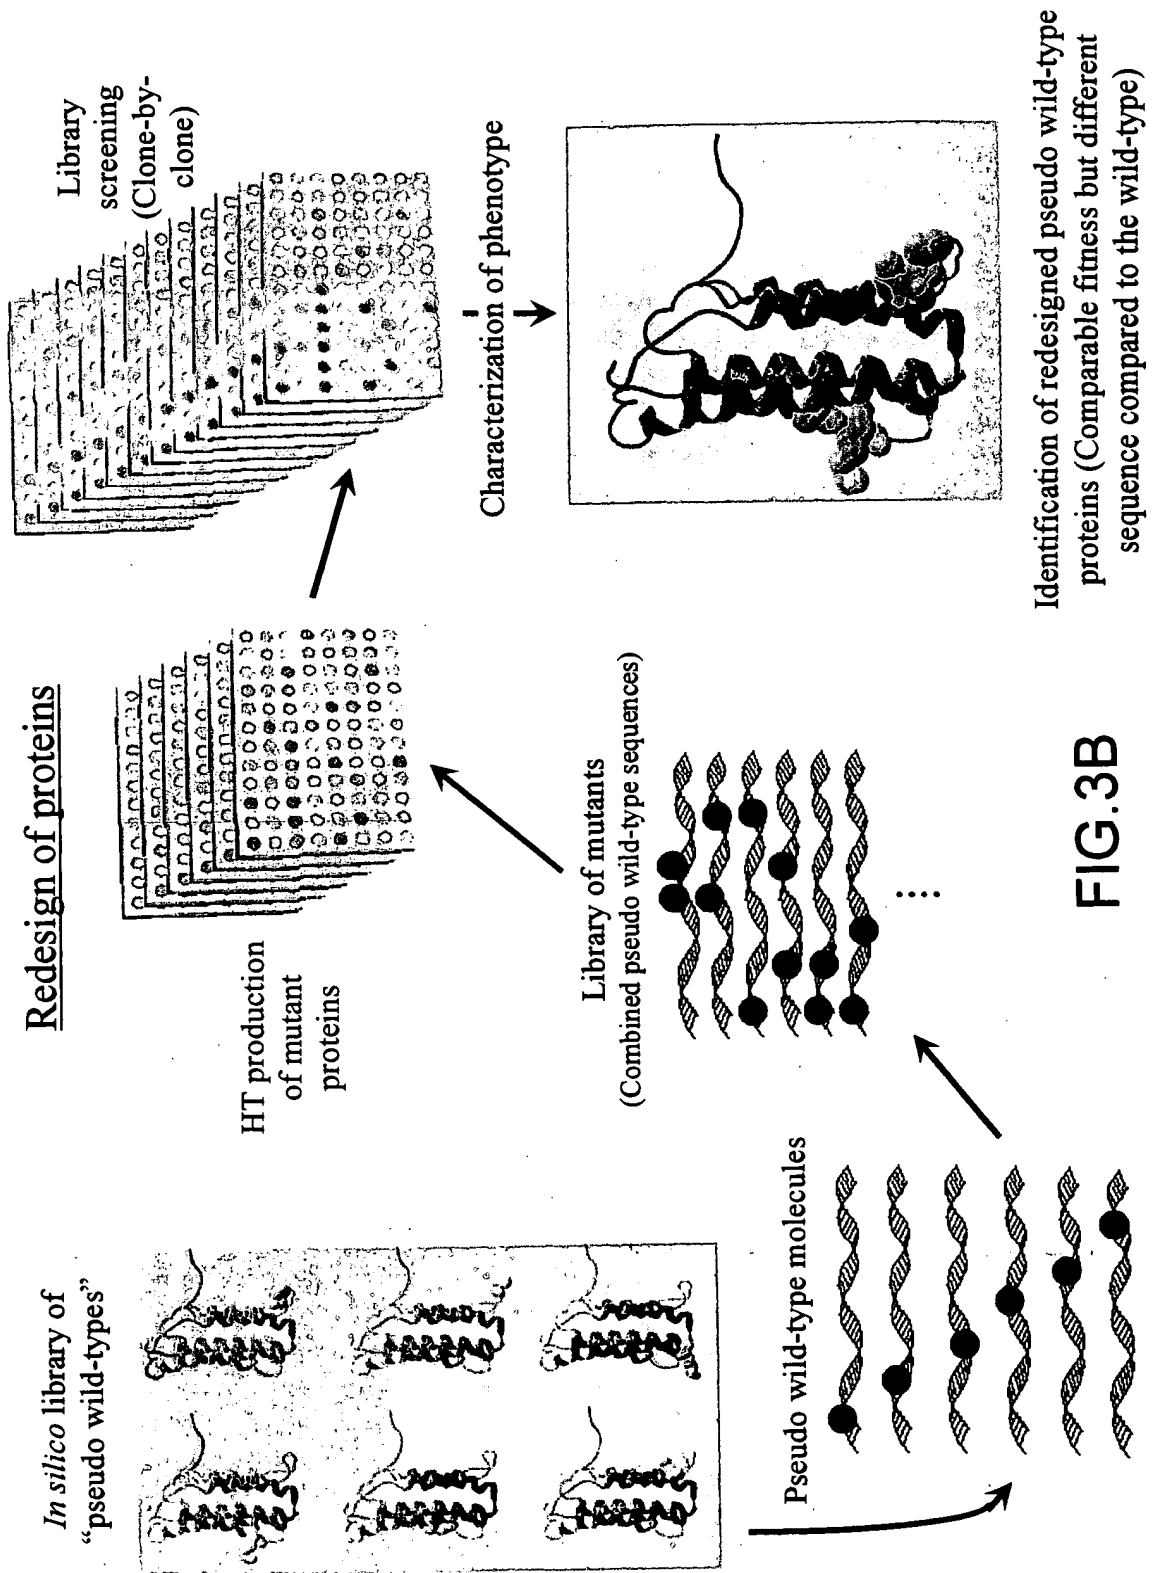 Redesign of proteins
In silico library of
“pseudo wild-types”
Pseudo wild-type molecules
Library of mutants
(Combined pseudo wild-type sequences)
HT production
of mutant
proteins
Library
screening
(Clone-by-
clone)
Characterization of phenotype
Identification of redesigned pseudo wild-type
proteins (Comparable fitness but different
sequence compared to the wild-type)
FIG.3B